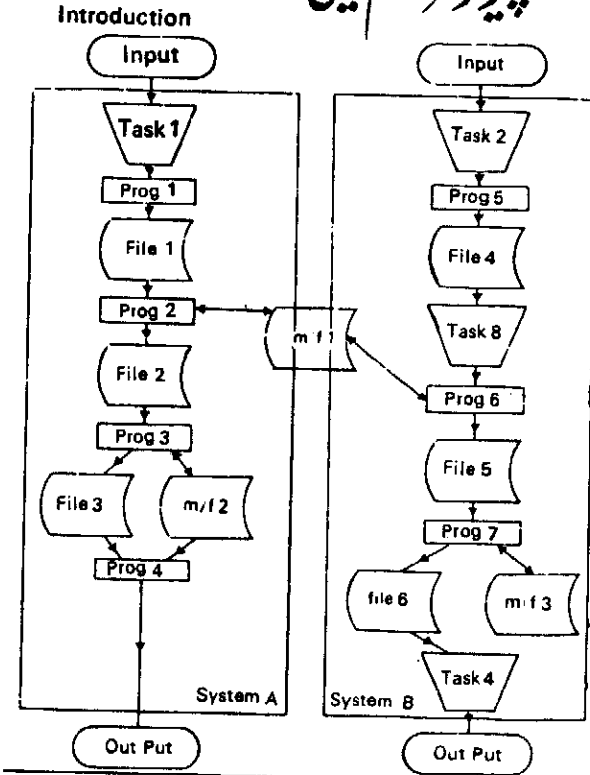 Introduction
Input
Task 1
Prog 1
File 1
Prog 2
File 2
Prog 3
File 3
m/f 2
Prog 4
System A
Out Put
m f 1
Input
Task 2
Prog 5
File 4
Task 8
Prog 6
File 5
Prog 7
file 6
m f 3
Task 4
System B
Out Put